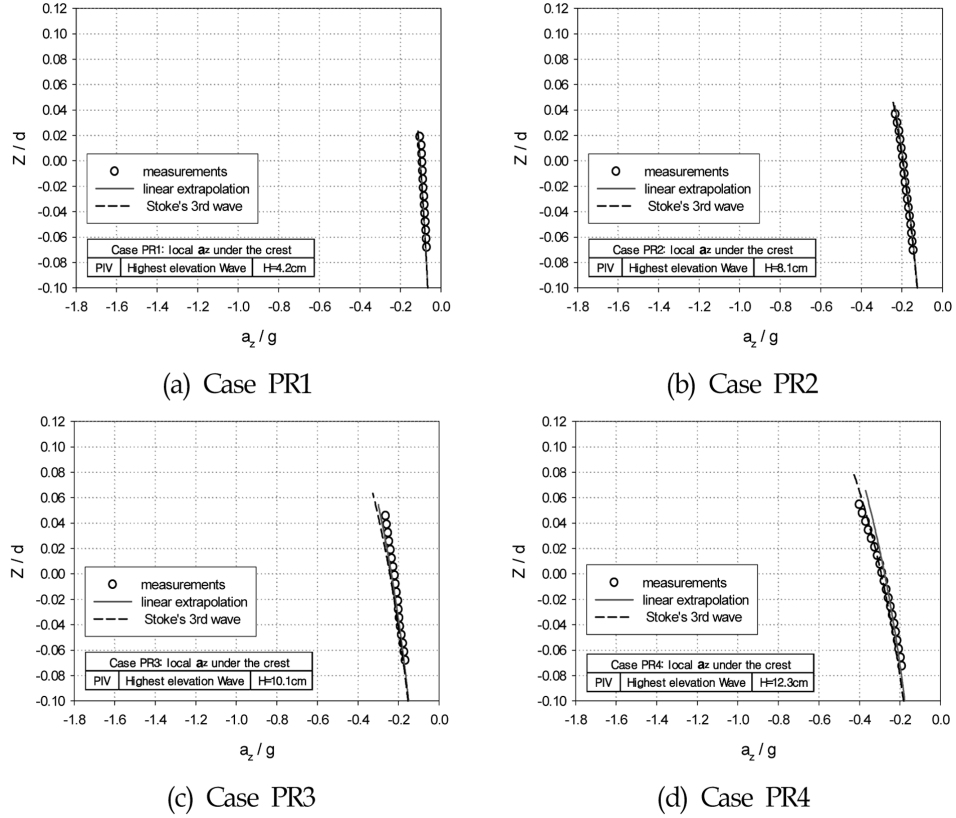 0.12
0.10
0.08
0.06
0.04
0.02
0.00
-0.02
-0.04
-0.06
-0.08
-0.10
Z / d
measurements
linear extrapolation
Stoke's 3rd wave
Case PR1: local az under the crest
PIV Highest elevation Wave H=4.2cm
-1.8 -1.6 -1.4 -1.2 -1.0 -0.8 -0.6 -0.4 -0.2 0.0
az / g
(a) Case PR1
0.12
0.10
0.08
0.06
0.04
0.02
0.00
-0.02
-0.04
-0.06
-0.08
-0.10
Z / d
measurements
linear extrapolation
Stoke's 3rd wave
Case PR2: local az under the crest
PIV Highest elevation Wave H=8.1cm
-1.8 -1.6 -1.4 -1.2 -1.0 -0.8 -0.6 -0.4 -0.2 0.0
az / g
(b) Case PR2
0.12
0.10
0.08
0.06
0.04
0.02
0.00
-0.02
-0.04
-0.06
-0.08
-0.10
Z / d
measurements
linear extrapolation
Stoke's 3rd wave
Case PR3: local az under the crest
PIV Highest elevation Wave H=10.1cm
-1.8 -1.6 -1.4 -1.2 -1.0 -0.8 -0.6 -0.4 -0.2 0.0
az / g
(c) Case PR3
0.12
0.10
0.08
0.06
0.04
0.02
0.00
-0.02
-0.04
-0.06
-0.08
-0.10
Z / d
measurements
linear extrapolation
Stoke's 3rd wave
Case PR4: local az under the crest
PIV Highest elevation Wave H=12.3cm
-1.8 -1.6 -1.4 -1.2 -1.0 -0.8 -0.6 -0.4 -0.2 0.0
az / g
(d) Case PR4